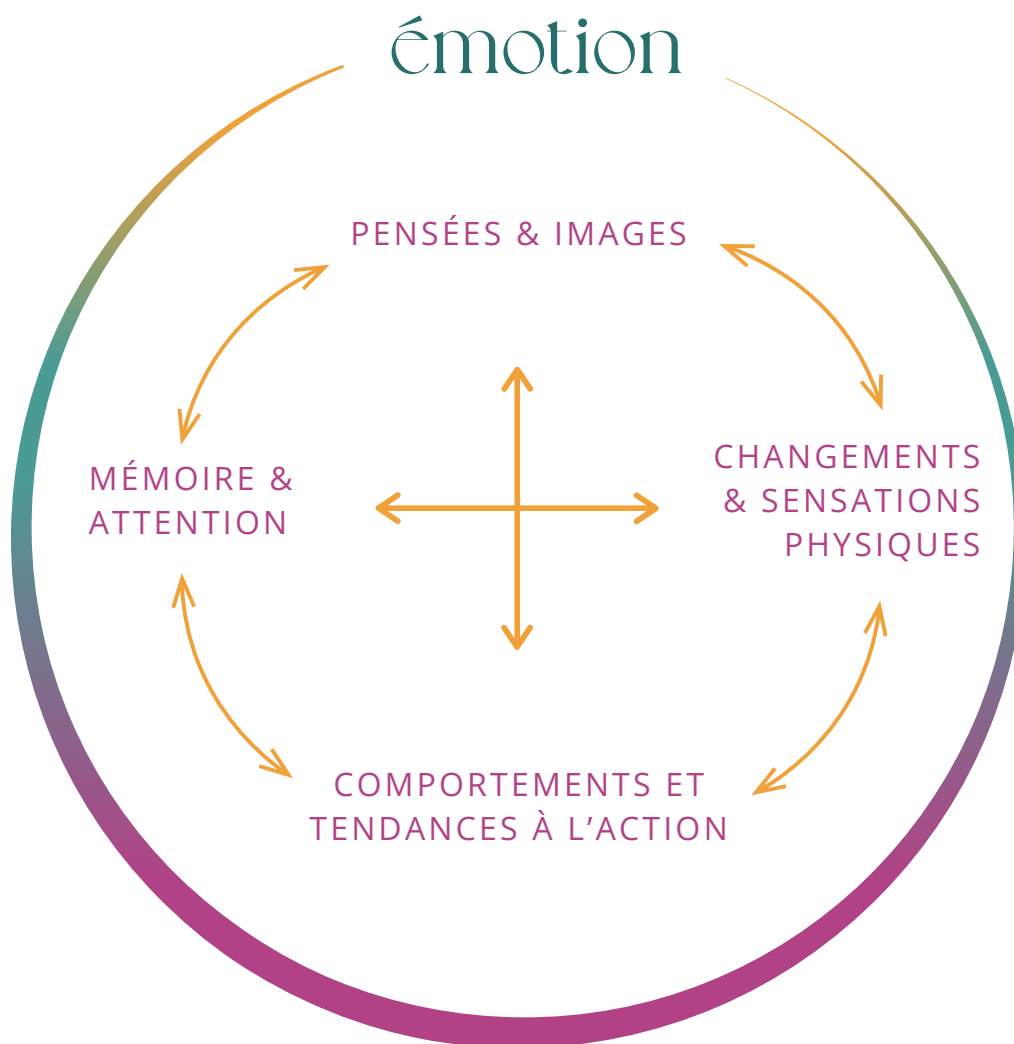 émotion
PENSÉES & IMAGES
MÉMOIRE &
ATTENTION
CHANGEMENTS
& SENSATIONS
PHYSIQUES
COMPORTEMENTS ET
TENDANCES À L’ACTION